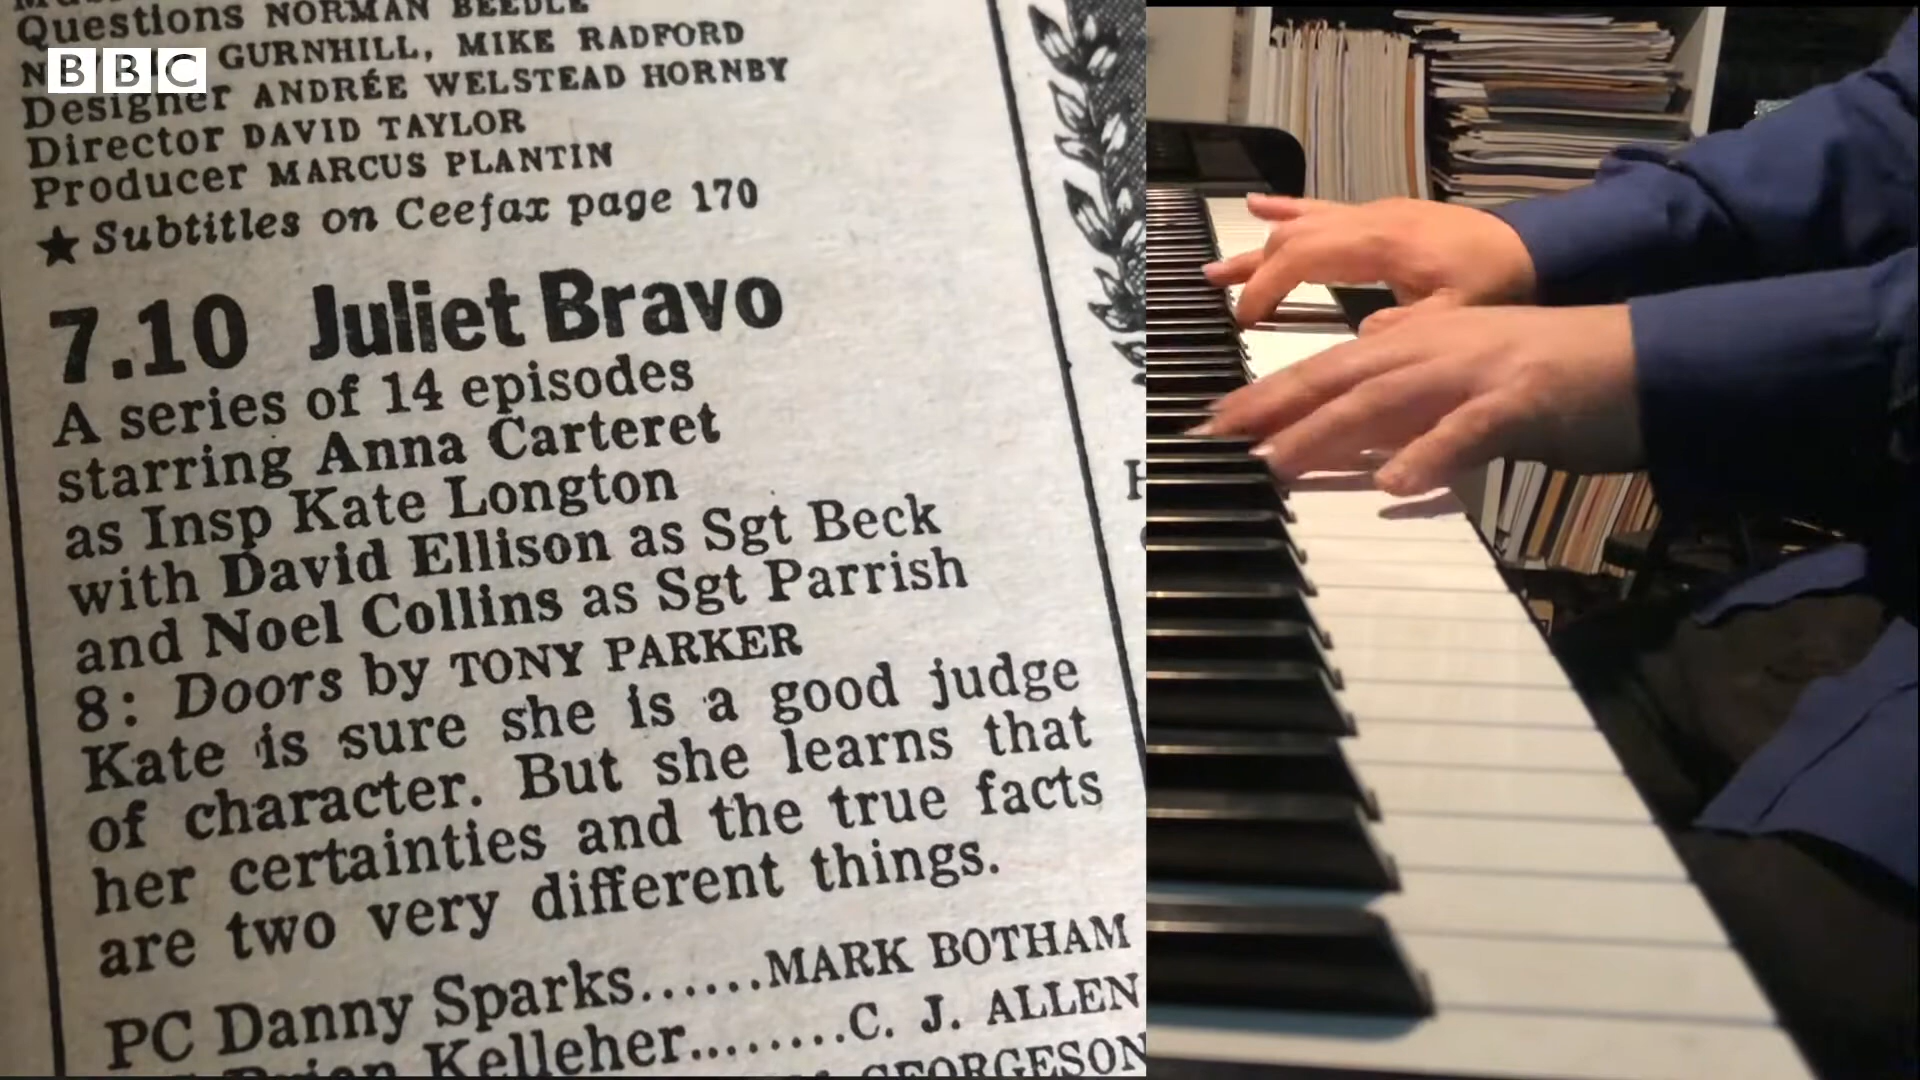 Questions NORMAN BEEDLE
BBC
GURNHILL, MIKE RADFORD
Designer ANDRÉE WELSTEAD HORNBY
Director DAVID TAYLOR
Producer MARCUS PLANTIN
★ Subtitles on Ceefax page 170
7.10 Juliet Bravo
A series of 14 episodes
starring Anna Carteret
as Insp Kate Longton
with David Ellison as Sgt Beck
and Noel Collins as Sgt Parrish
8: Doors by TONY PARKER
Kate is sure she is a good judge
of character. But she learns that
her certainties and the true facts
are two very different things.
PC Danny Sparks......MARK BOTHAM
Brian Kelleher........C. J. ALLEN
GEORGESON